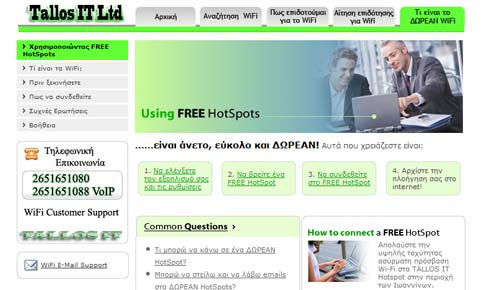 Tallos IT Ltd
Αρχική
Αναζήτηση WiFi
Πως επιδοτούμαι
για το WiFi
Αίτηση επιδότησης
για WiFi
Τι είναι το
ΔΩΡΕΑΝ WiFi
Χρησιμοποιώντας FREE
HotSpots
Τί είναι τα WiFi;
Πριν ξεκινήσετε
Πως να συνδεθείτε
Συχνές Ερωτήσεις
Βοήθεια
Τηλεφωνική
Επικοινωνία
2651651080
2651651088 VoIP
WiFi Customer Support
TALLOS IT
WiFi E-Mail Support
Using FREE HotSpots
......είναι άνετο, εύκολο και ΔΩΡΕΑΝ! Αυτά που χρειάζεστε είναι:
1. Να ελέγξετε
τον εξοπλισμό σας
και τις ρυθμίσεις
2. Να βρείτε ένα
FREE HotSpot
3. Να συνδεθείτε
στο FREE HotSpot
4. Αρχίστε την
πλοήγηση σας στο
internet!
Common Questions
Τι μπορώ να κάνω σε ένα ΔΩΡΕΑΝ
HotSpot?
Μπορώ να στείλω και να λάβω emails
στα ΔΩΡΕΑΝ HotSpots?
How to connect a FREE HotSpot
Απολαύστε την
υψηλής ταχύτητας
ασύρματη πρόσβαση
Wi-Fi στα TALLOS IT
Hotspot στην περιοχή
των Ιωαννίνων.